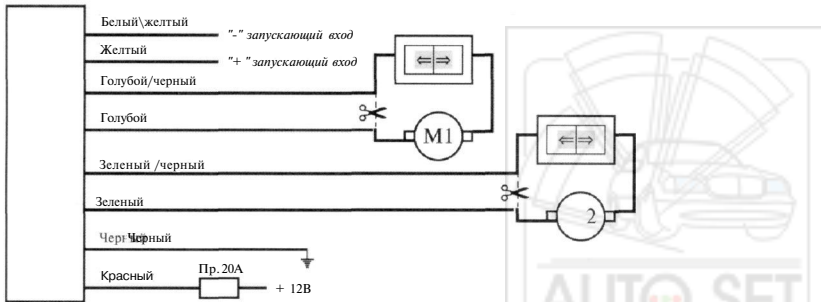 Белый\желтый
"-" запускающий вход
Желтый
"+ " запускающий вход
Голубой/черный
Голубой
M1
Зеленый /черный
Зеленый
2
Черный
Красный
Пр. 20А
+ 12В
AUTO SET